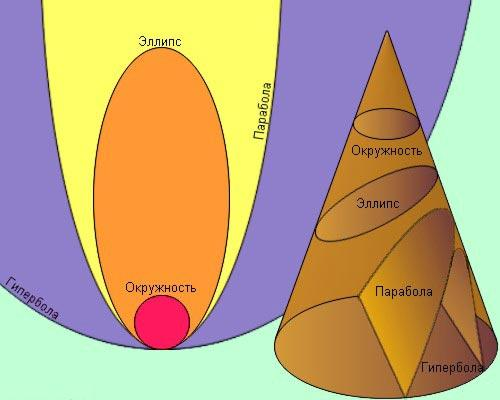 Эллипс
Парабола
Окружность
Гипербола
Окружность
Эллипс
Парабола
Гипербола